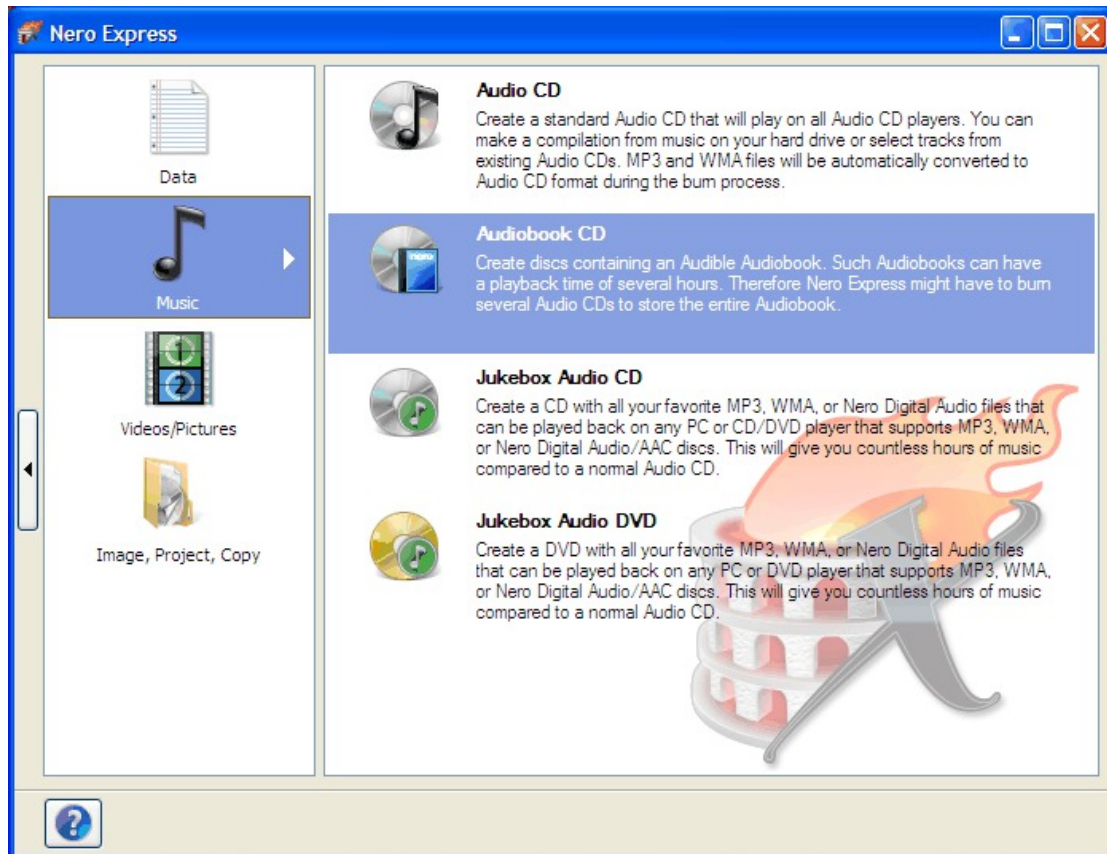 Nero Express
Data
Music
Videos/Pictures
1
2
Image, Project, Copy
Audio CD
Create a standard Audio CD that will play on all Audio CD players. You can
make a compilation from music on your hard drive or select tracks from
existing Audio CDs. MP3 and WMA files will be automatically converted to
Audio CD format during the burn process.
nero
Audiobook CD
Create discs containing an Audible Audiobook. Such Audiobooks can have
a playback time of several hours. Therefore Nero Express might have to burn
several Audio CDs to store the entire Audiobook.
Jukebox Audio CD
Create a CD with all your favorite MP3, WMA, or Nero Digital Audio files that
can be played back on any PC or CD/DVD player that supports MP3, WMA,
or Nero Digital Audio/AAC discs. This will give you countless hours of music
compared to a normal Audio CD.
Jukebox Audio DVD
Create a DVD with all your favorite MP3, WMA, or Nero Digital Audio files
that can be played back on any PC or DVD player that supports MP3, WMA,
or Nero Digital Audio/AAC discs. This will give you countless hours of music
compared to a normal Audio CD.
?